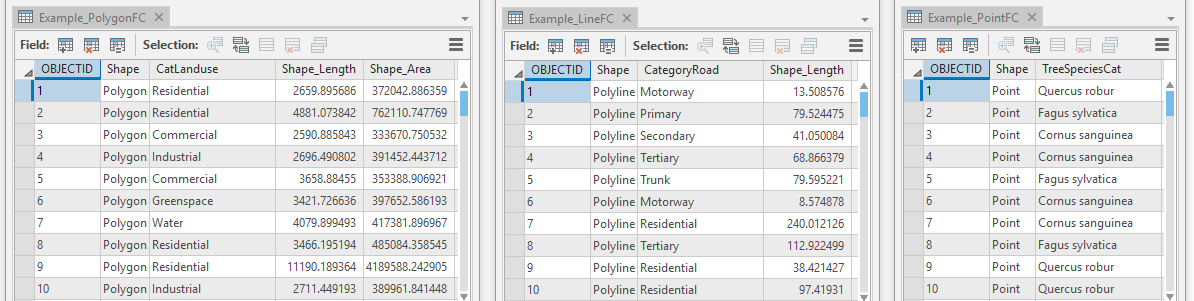 Example_PolygonFC
Field: Selection:
OBJECTID Shape CatLanduse Shape_Length Shape_Area
1 Polygon Residential 2659.895686 372042.886359
2 Polygon Residential 4881.073842 762110.747769
3 Polygon Commercial 2590.885843 333670.750532
4 Polygon Industrial 2696.490802 391452.443712
5 Polygon Commercial 3658.88455 353388.906921
6 Polygon Greenspace 3421.726636 397652.586193
7 Polygon Water 4079.899493 417381.896967
8 Polygon Residential 3466.195194 485084.358545
9 Polygon Residential 11190.189364 4189588.242905
10 Polygon Industrial 2711.449193 389961.841448
Example_LineFC
Field: Selection:
OBJECTID Shape CategoryRoad Shape_Length
1 Polyline Motorway 13.508576
2 Polyline Primary 79.524475
3 Polyline Secondary 41.050084
4 Polyline Tertiary 68.866379
5 Polyline Trunk 79.595221
6 Polyline Motorway 8.574878
7 Polyline Residential 240.012126
8 Polyline Tertiary 112.922499
9 Polyline Residential 38.421427
10 Polyline Residential 97.41931
Example_PointFC
Selection:
OBJECTID Shape TreeSpeciesCat
1 Point Quercus robur
2 Point Fagus sylvatica
3 Point Cornus sanguinea
4 Point Cornus sanguinea
5 Point Fagus sylvatica
6 Point Cornus sanguinea
7 Point Cornus sanguinea
8 Point Fagus sylvatica
9 Point Quercus robur
10 Point Quercus robur